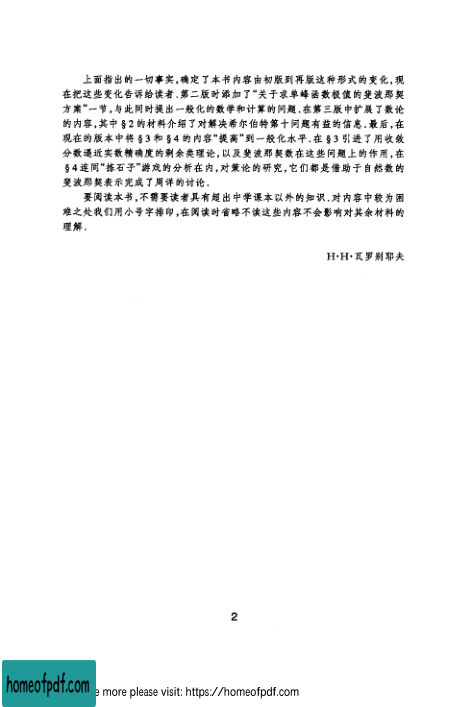 上面指出的一切事实,确定了本书内容由初版到再版这种形式的变化,现
在把这些变化告诉给读者.第二版时添加了“关于求单峰函数极值的斐波那契
方案”一节,与此同时提出一般化的数学和计算的问题,在第三版中扩展了数论
的内容,其中§2的材料介绍了对解决希尔伯特第十问题有益的信息.最后,在
现在的版本中将§3和§4的内容“提高”到一般化水平.在§3引进了用收敛
分数逼近实数精确度的剩余类理论,以及斐波那契数在这些问题上的作用,在
§4连同“拣石子”游戏的分析在内,对策论的研究,它们都是借助于自然数的
斐波那契表示完成了周详的讨论.
要阅读本书,不需要读者具有超出中学课本以外的知识.对内容中较为困
难之处我们用小号字排印,在阅读时省略不读这些内容不会影响对其余材料的
理解.
H·H·瓦罗别耶夫
2
homeofpdf.com
e more please visit: https://homeofpdf.com